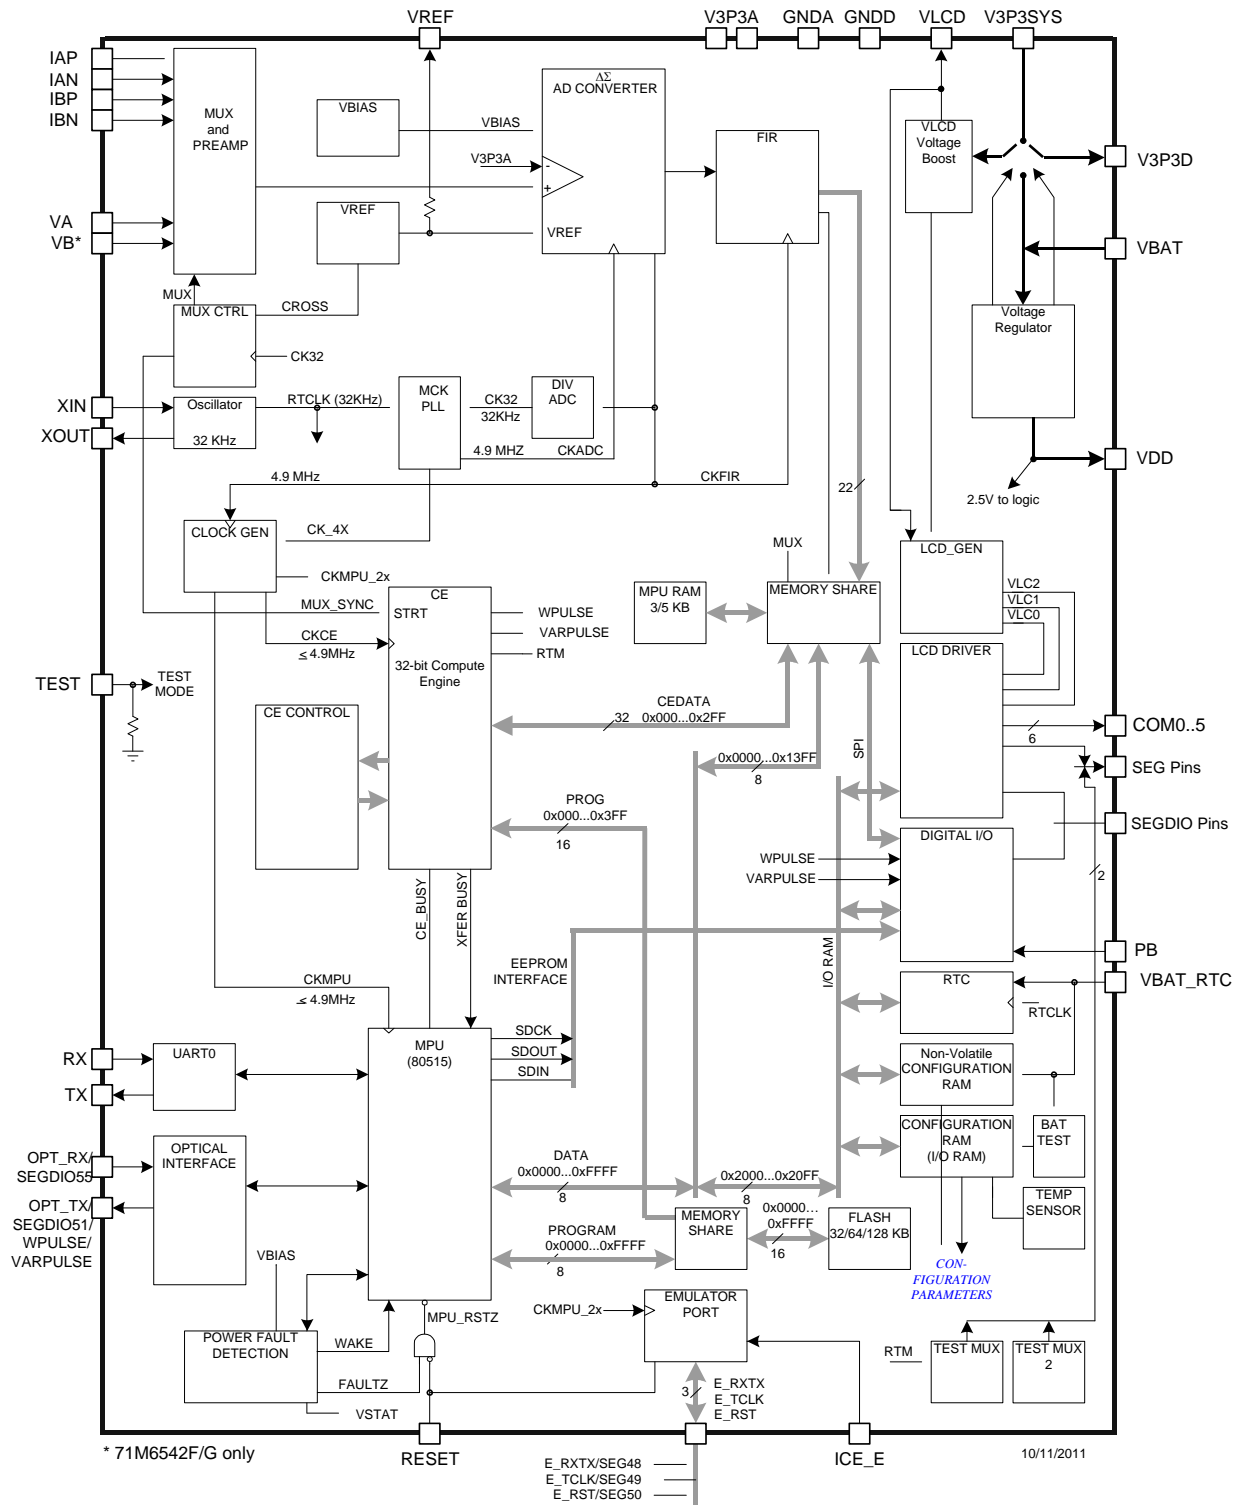 VREF
V3P3A
GNDA
GNDD
VLCD
V3P3SYS
IAP
IAN
IBP
IBN
VA
VB*
MUX
and
PREAMP
VBIAS
VBIAS
V3P3A
ΔΣ
AD CONVERTER
-
+
VREF
VREF
FIR
VLCD
Voltage
Boost
V3P3D
VBAT
Voltage
Regulator
VDD
2.5V to logic
MUX
MUX CTRL
CROSS
CK32
XIN
XOUT
Oscillator
32 KHz
RTCLK (32KHz)
MCK
PLL
CK32
32KHz
DIV
ADC
4.9 MHZ
CKADC
4.9 MHz
CKFIR
22
CLOCK GEN
CK_4X
CKMPU_2x
MUX_SYNC
CKCE
≤ 4.9MHz
CE
STRT
32-bit Compute
Engine
WPULSE
VARPULSE
RTM
MUX
MPU RAM
3/5 KB
MEMORY SHARE
LCD_GEN
VLC2
VLC1
VLC0
LCD DRIVER
TEST
TEST
MODE
CE CONTROL
CEDATA
32 0x000...0x2FF
0x0000...0x13FF
8
SPI
6
COM0..5
SEG Pins
SEGDIO Pins
PROG
0x000...0x3FF
16
DIGITAL I/O
WPULSE
VARPULSE
2
CE_BUSY
XFER BUSY
EEPROM
INTERFACE
I/O RAM
PB
VBAT_RTC
CKMPU
≤ 4.9MHz
RTC
RTCLK
MPU
(80515)
SDCK
SDOUT
SDIN
RX
TX
UART0
Non-Volatile
CONFIGURATION
RAM
CONFIGURATION
RAM
(I/O RAM)
BAT
TEST
TEMP
SENSOR
OPT_RX/
SEGDIO55
OPT_TX/
SEGDIO51/
WPULSE/
VARPULSE
OPTICAL
INTERFACE
DATA
0x0000...0xFFFF
8
0x2000...0x20FF
8
PROGRAM
0x0000...0xFFFF
8
MEMORY
SHARE
0x0000...
0xFFFF
16
FLASH
32/64/128 KB
CON-
FIGURATION
PARAMETERS
VBIAS
POWER FAULT
DETECTION
WAKE
FAULTZ
VSTAT
MPU_RSTZ
CKMPU_2x
EMULATOR
PORT
3
E_RXTX
E_TCLK
E_RST
RTM
TEST MUX
TEST MUX
2
* 71M6542F/G only
RESET
ICE_E
10/11/2011
E_RXTX/SEG48
E_TCLK/SEG49
E_RST/SEG50